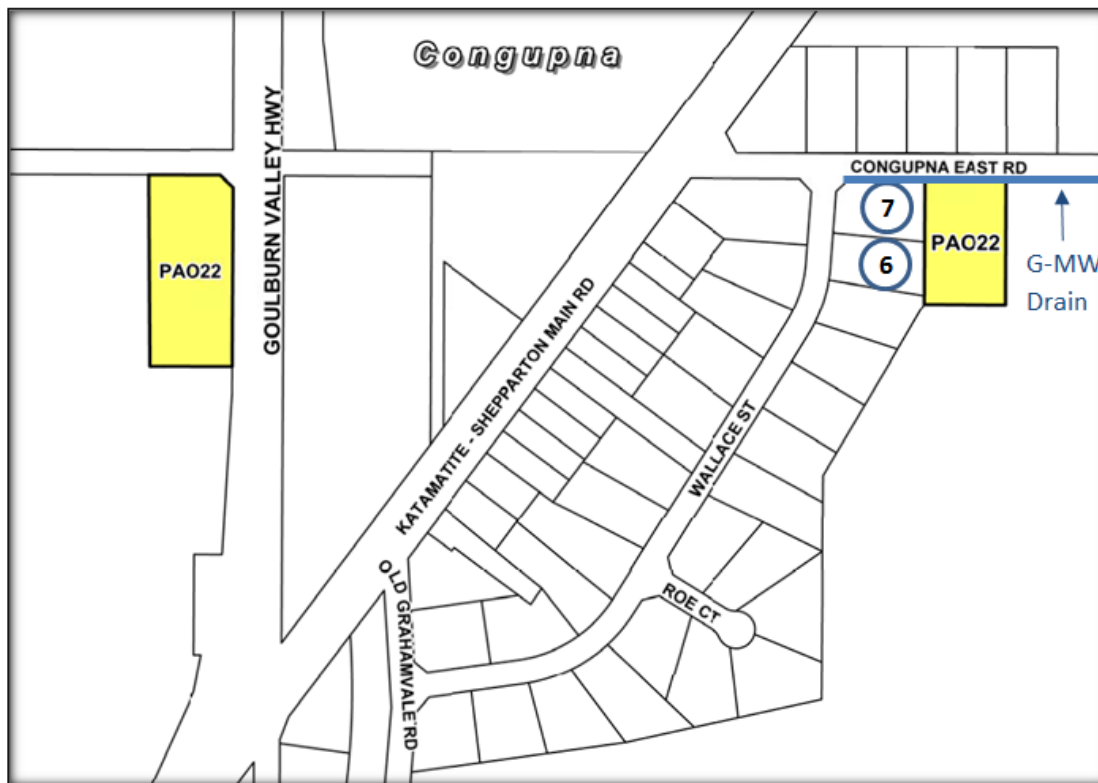 Congupna
CONGUPNA EAST RD
GOULBURN VALLEY HWY
PAO22
7
PAO22
6
G-MW
Drain
KATAMATITE - SHEPPARTON MAIN RD
WALLACE ST
OLD GRAHAMVALE RD
ROE CT